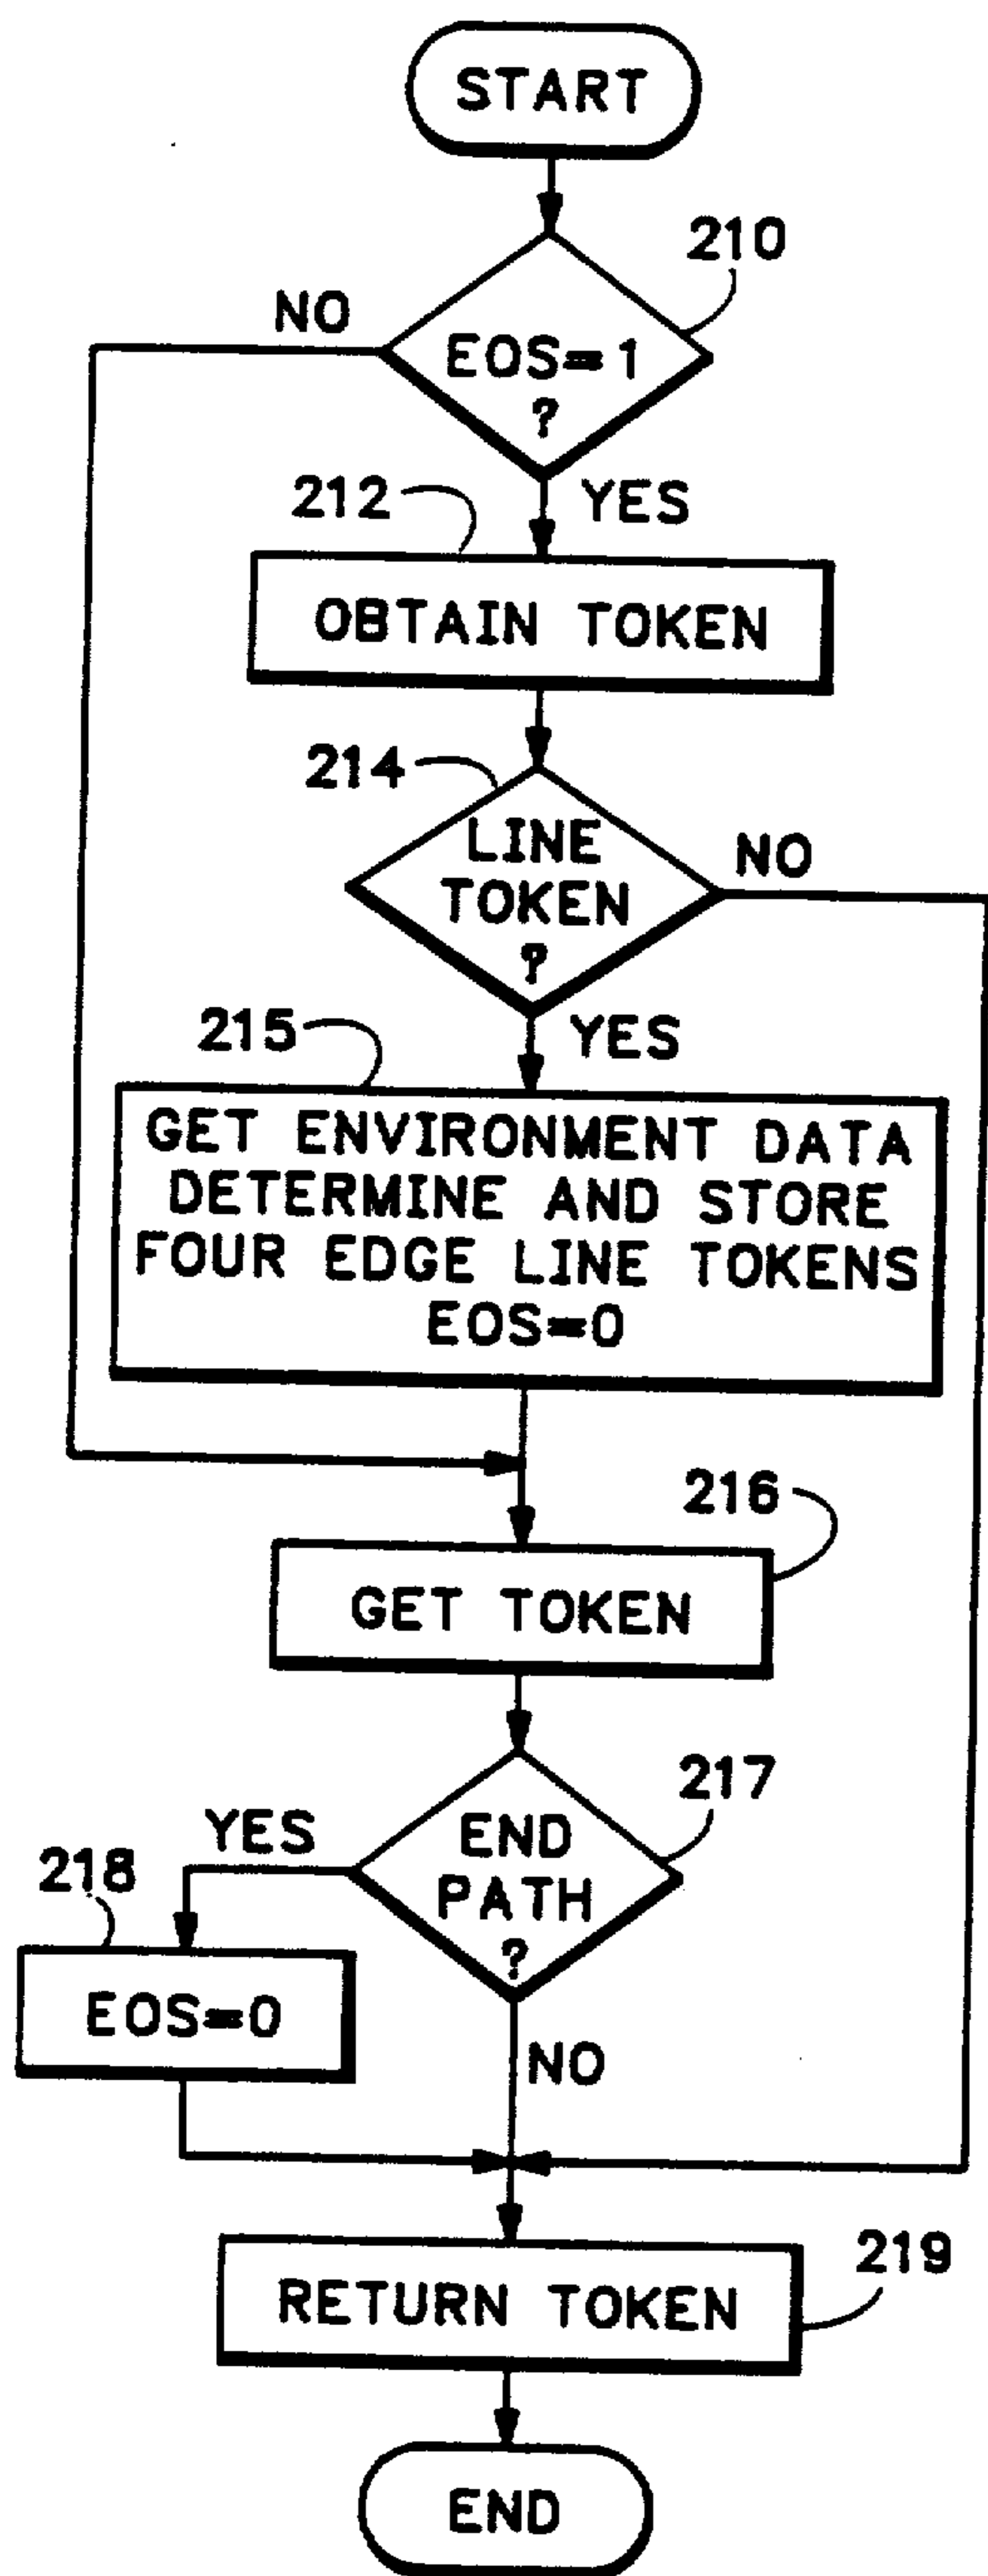 START
210
NO
EOS=1
?
YES
212
OBTAIN TOKEN
214
LINE
TOKEN
?
NO
YES
215
GET ENVIRONMENT DATA
DETERMINE AND STORE
FOUR EDGE LINE TOKENS
EOS=0
216
GET TOKEN
217
YES
END
PATH
?
218
EOS=0
NO
219
RETURN TOKEN
END